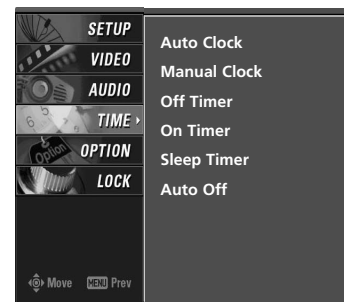 SETUP
VIDEO
AUDIO
TIME
OPTION
LOCK
Auto Clock
Manual Clock
Off Timer
On Timer
Sleep Timer
Auto Off
Move MENU Prev